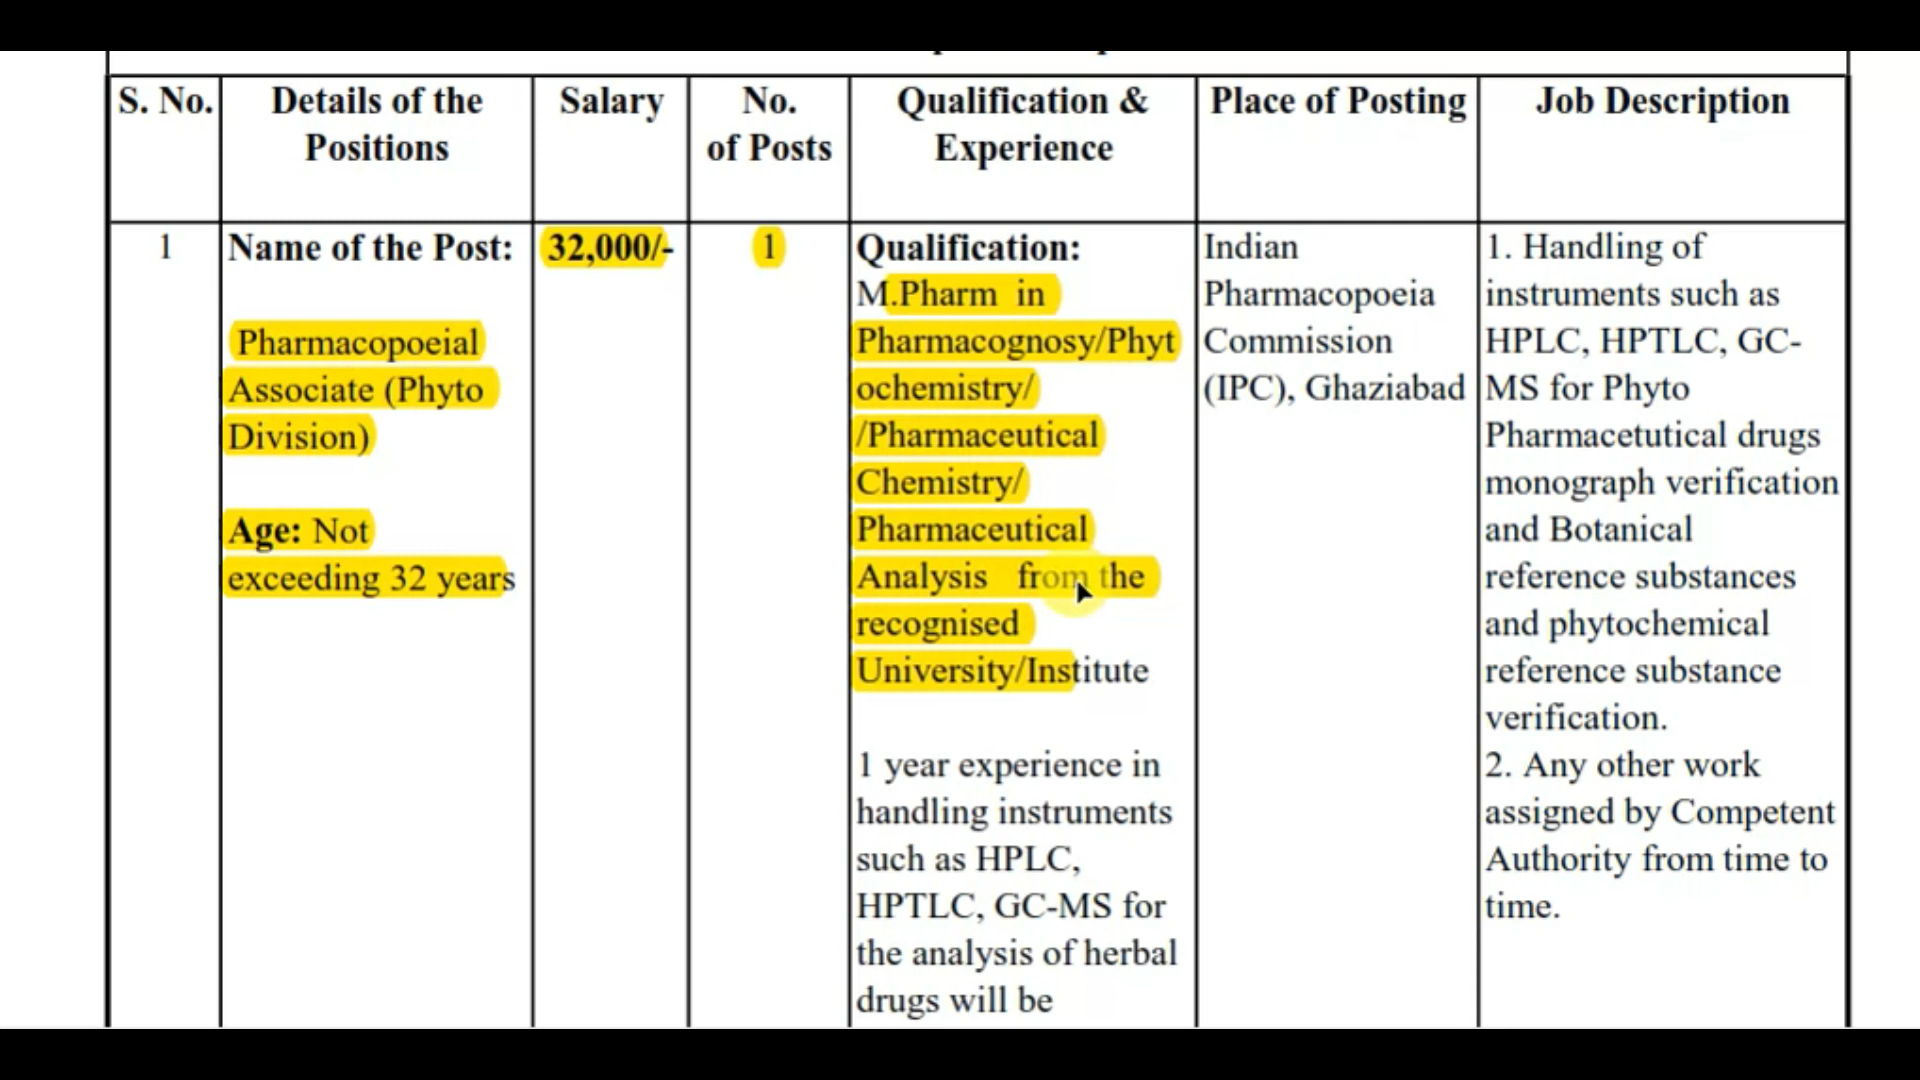 S. No.
Details of the
Positions
Salary
No.
of Posts
Qualification &
Experience
Place of Posting
Job Description
1
Name of the Post:
Pharmacopoeial
Associate (Phyto
Division)
Age: Not
exceeding 32 years
32,000/-
1
Qualification:
M.Pharm in
Pharmacognosy/Phyt
ochemistry/
/Pharmaceutical
Chemistry/
Pharmaceutical
Analysis from the
recognised
University/Institute
1 year experience in
handling instruments
such as HPLC,
HPTLC, GC-MS for
the analysis of herbal
drugs will be
Indian
Pharmacopoeia
Commission
(IPC), Ghaziabad
1. Handling of
instruments such as
HPLC, HPTLC, GC-
MS for Phyto
Pharmacetutical drugs
monograph verification
and Botanical
reference substances
and phytochemical
reference substance
verification.
2. Any other work
assigned by Competent
Authority from time to
time.